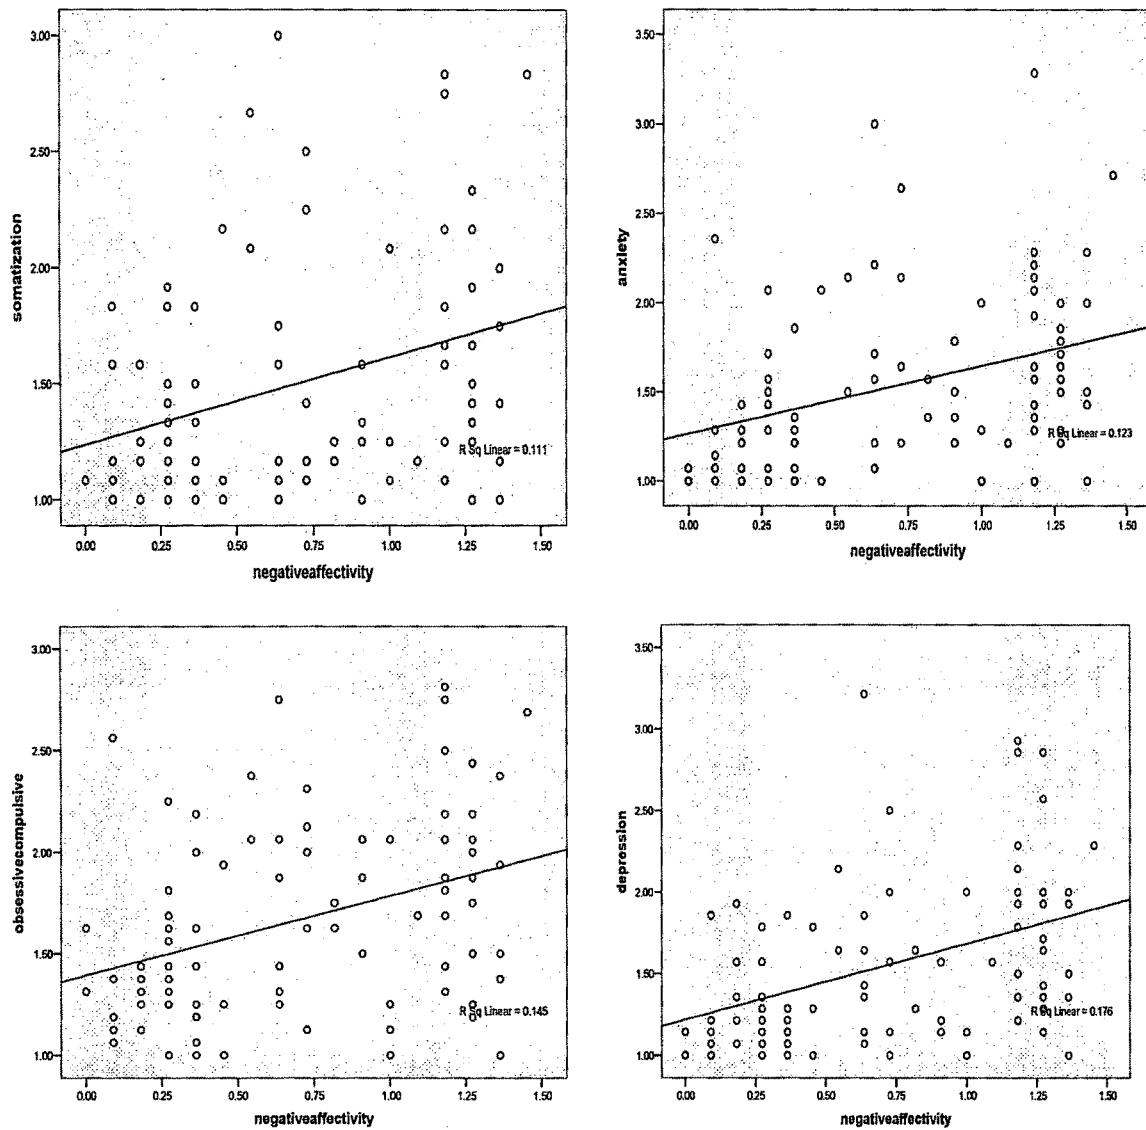 3.00
2.50
2.00
1.50
1.00
somatization
R Sq Linear = 0.111
0.00 0.25 0.50 0.75 1.00 1.25 1.50
negativeaffectivity
3.50
3.00
2.50
2.00
1.50
1.00
anxiety
R Sq Linear = 0.123
0.00 0.25 0.50 0.75 1.00 1.25 1.50
negativeaffectivity
3.00
2.50
2.00
1.50
1.00
obsessivecompulsive
R Sq Linear = 0.145
0.00 0.25 0.50 0.75 1.00 1.25 1.50
negativeaffectivity
3.50
3.00
2.50
2.00
1.50
1.00
depression
R Sq Linear = 0.176
0.00 0.25 0.50 0.75 1.00 1.25 1.50
negativeaffectivity